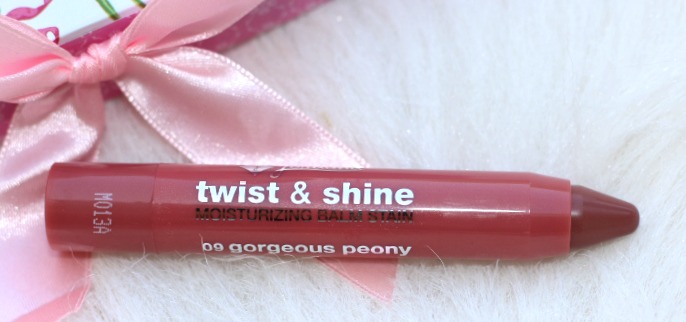 twist & shine
MOISTURIZING BALM STAIN
09 gorgeous peony
M013A